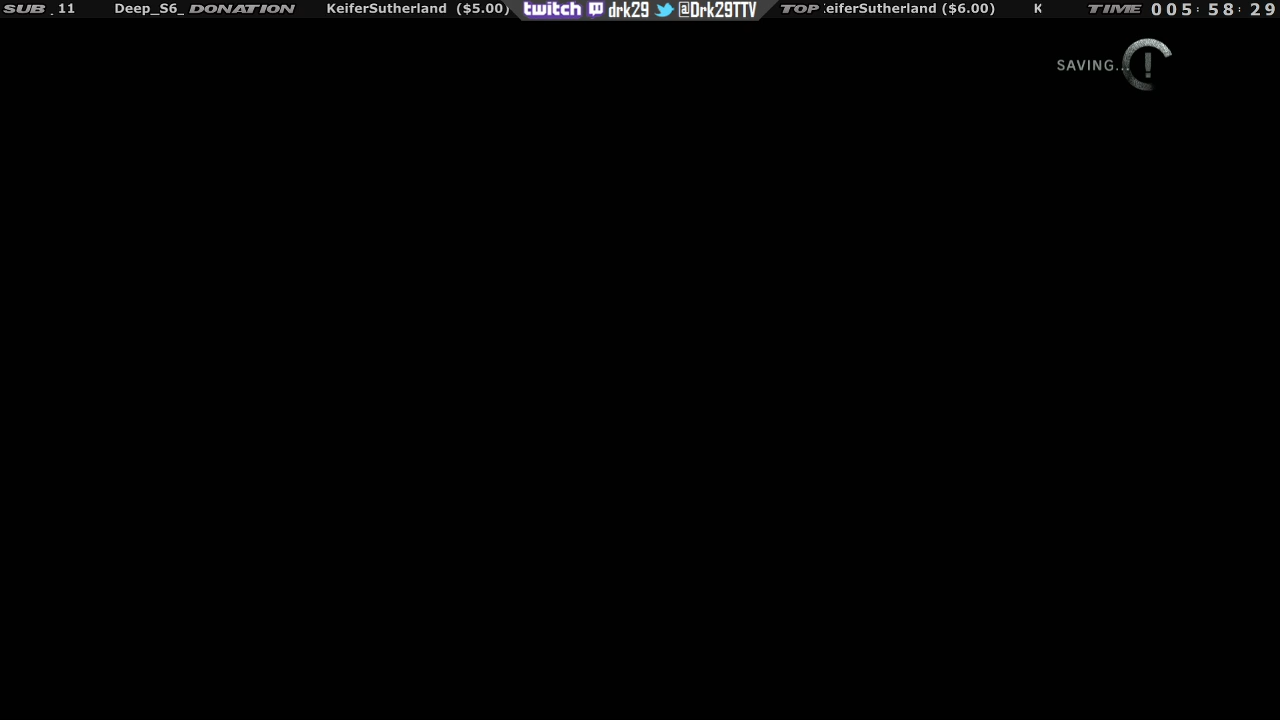 SUB 11 Deep_S6_ DONATION KeiferSutherland ($5.00) twitch drk29 @Drk29TTV TOP eiferSutherland ($6.00) K TIME 005:58:29
SAVING...